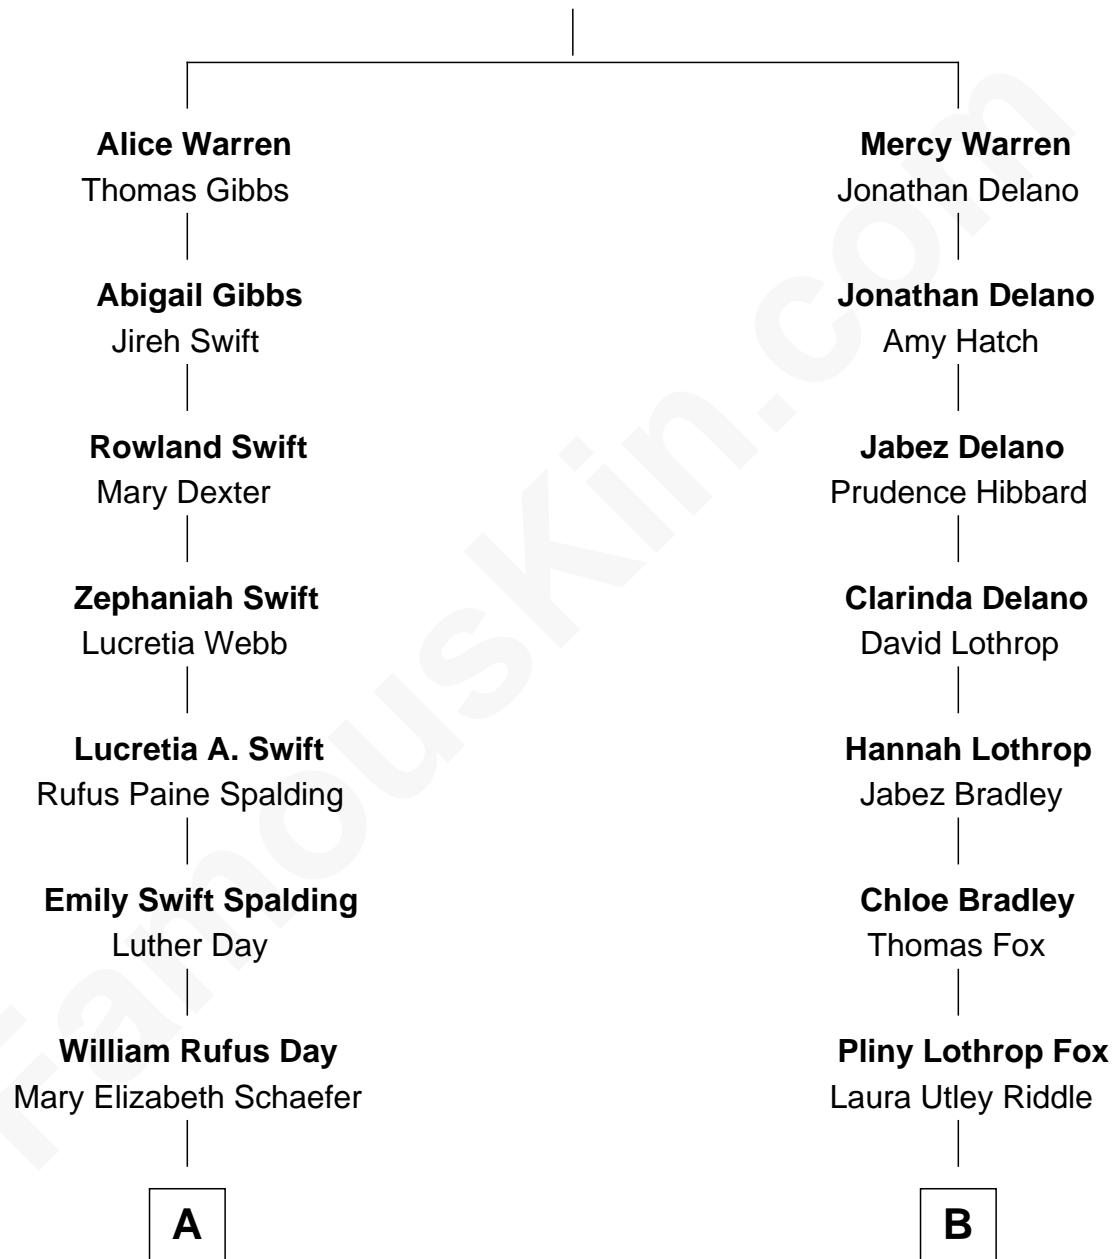 Alice Warren
Thomas Gibbs
Abigail Gibbs
Jireh Swift
Rowland Swift
Mary Dexter
Zephaniah Swift
Lucretia Webb
Lucretia A. Swift
Rufus Paine Spalding
Emily Swift Spalding
Luther Day
William Rufus Day
Mary Elizabeth Schaefer
A
Mercy Warren
Jonathan Delano
Jonathan Delano
Amy Hatch
Jabez Delano
Prudence Hibbard
Clarinda Delano
David Lothrop
Hannah Lothrop
Jabez Bradley
Chloe Bradley
Thomas Fox
Pliny Lothrop Fox
Laura Utley Riddle
B
FamousKin.com